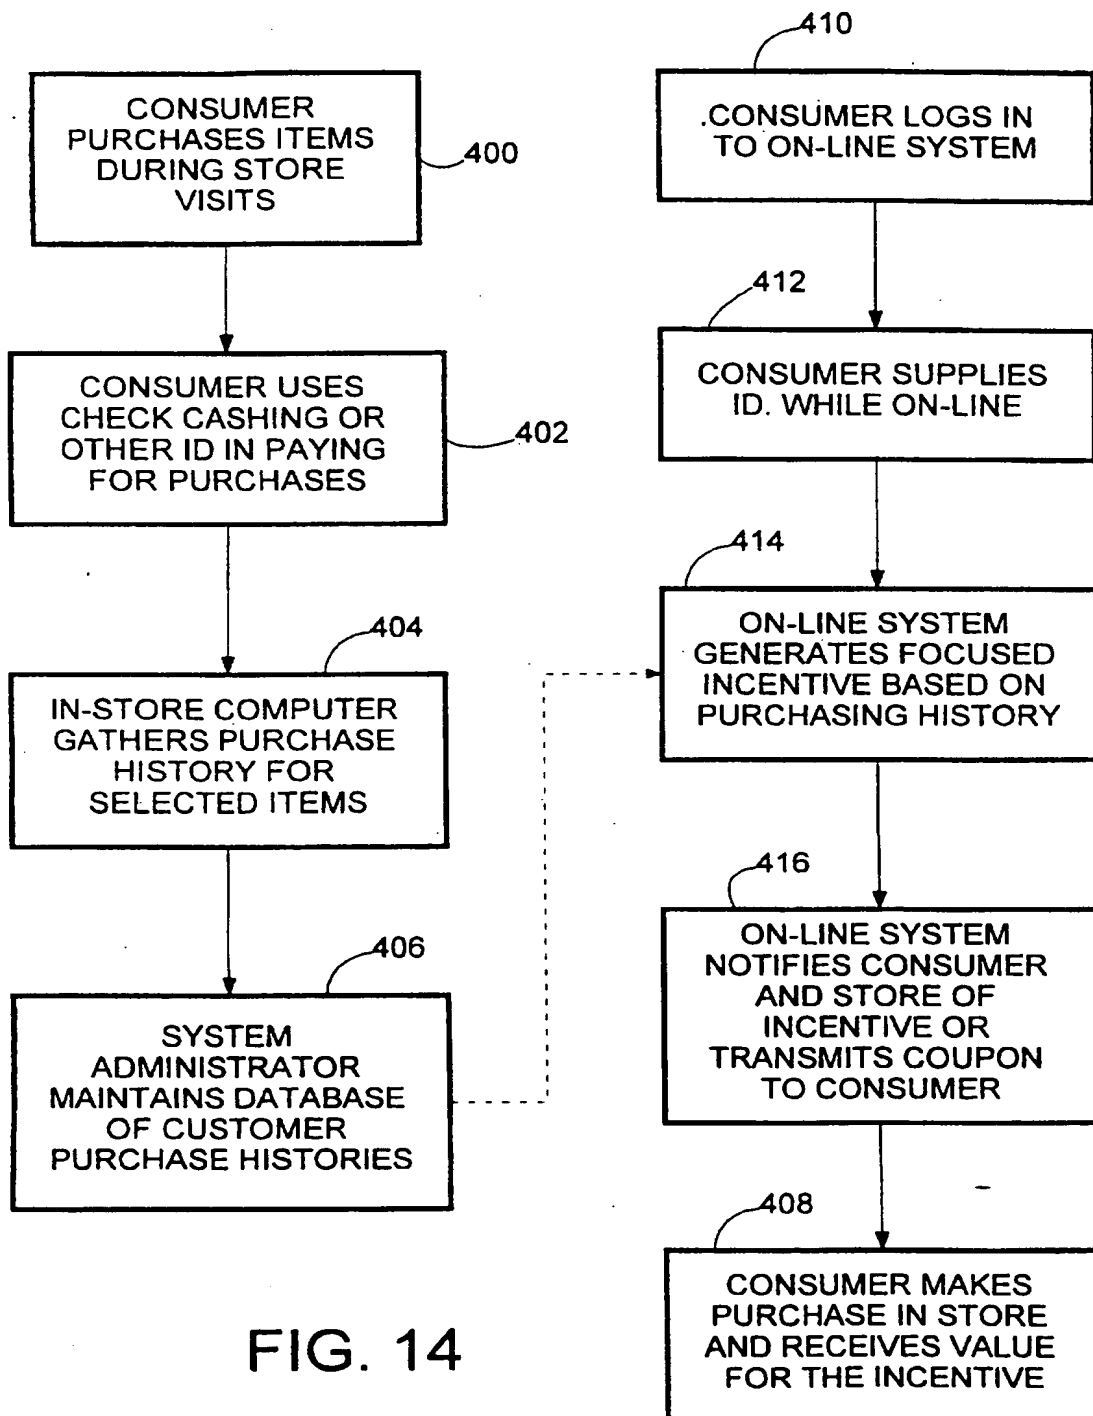 CONSUMER
PURCHASES ITEMS
DURING STORE
VISITS
400
CONSUMER USES
CHECK CASHING OR
OTHER ID IN PAYING
FOR PURCHASES
402
404
IN-STORE COMPUTER
GATHERS PURCHASE
HISTORY FOR
SELECTED ITEMS
406
SYSTEM
ADMINISTRATOR
MAINTAINS DATABASE
OF CUSTOMER
PURCHASE HISTORIES
410
.CONSUMER LOGS IN
TO ON-LINE SYSTEM
412
CONSUMER SUPPLIES
ID. WHILE ON-LINE
414
ON-LINE SYSTEM
GENERATES FOCUSED
INCENTIVE BASED ON
PURCHASING HISTORY
416
ON-LINE SYSTEM
NOTIFIES CONSUMER
AND STORE OF
INCENTIVE OR
TRANSMITS COUPON
TO CONSUMER
408
CONSUMER MAKES
PURCHASE IN STORE
AND RECEIVES VALUE
FOR THE INCENTIVE
FIG. 14